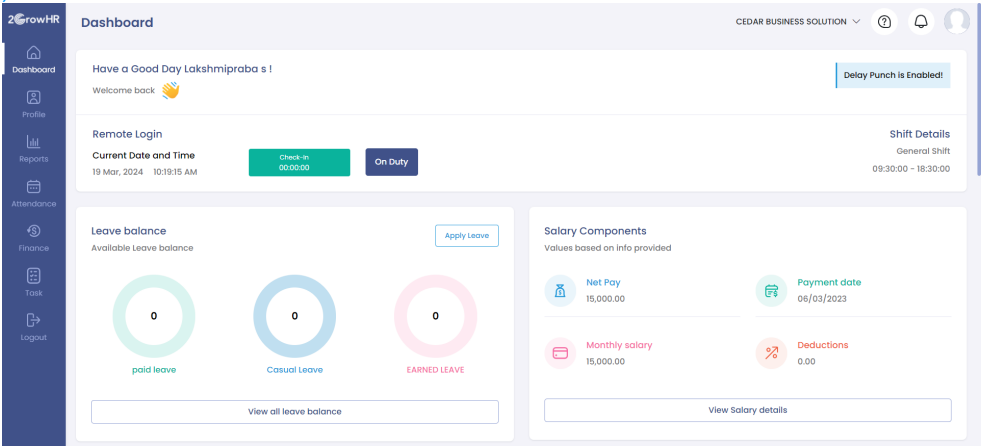 2GrowHR
Dashboard
CEDAR BUSINESS SOLUTION
Dashboard
Profile
Reports
Attendance
Finance
Task
Logout
Have a Good Day Lakshmipraba s !
Welcome back
Delay Punch is Enabled!
Remote Login
Current Date and Time
19 Mar, 2024 10:19:15 AM
Check-In
00:00:00
On Duty
Shift Details
General Shift
09:30:00 - 18:30:00
Leave balance
Available Leave balance
Apply Leave
0
paid leave
0
Casual Leave
0
EARNED LEAVE
View all leave balance
Salary Components
Values based on info provided
Net Pay
15,000.00
Payment date
06/03/2023
Monthly salary
15,000.00
Deductions
0.00
View Salary details